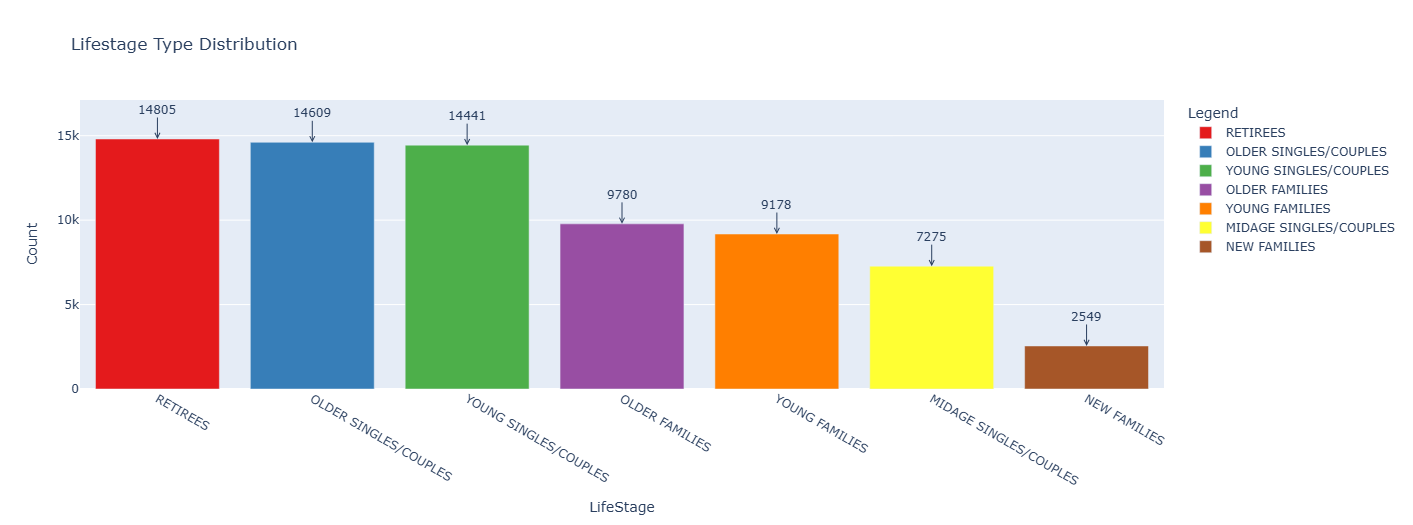 Lifestage Type Distribution
14805
14609
14441
9780
9178
7275
2549
15k
10k
5k
0
Count
RETIREES
OLDER SINGLES/COUPLES
YOUNG SINGLES/COUPLES
OLDER FAMILIES
YOUNG FAMILIES
MIDAGE SINGLES/COUPLES
NEW FAMILIES
LifeStage
Legend
RETIREES
OLDER SINGLES/COUPLES
YOUNG SINGLES/COUPLES
OLDER FAMILIES
YOUNG FAMILIES
MIDAGE SINGLES/COUPLES
NEW FAMILIES